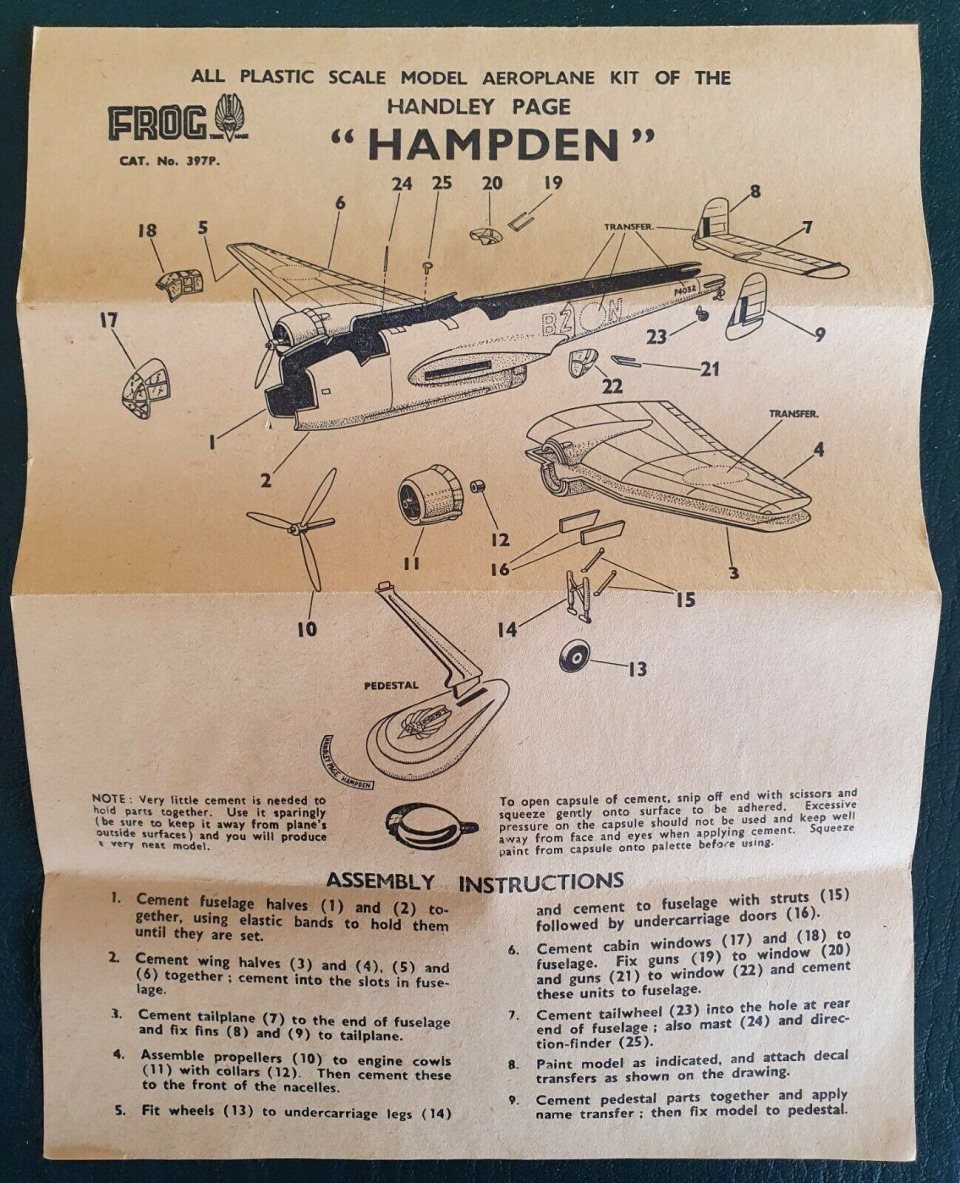 ALL PLASTIC SCALE MODEL AEROPLANE KIT OF THE
HANDLEY PAGE
"HAMPDEN"
FROG
TRADE MARK
CAT. No. 397P.
24 25 20 19
6
8
18
5
TRANSFER.
7
17
P4032
BZ N
23
9
21
22
1
2
TRANSFER.
4
12
11
16
3
15
10
14
13
PEDESTAL
HANDLEY PAGE HAMPDEN
NOTE : Very little cement is needed to
hold parts together. Use it sparingly
(be sure to keep it away from plane's
outside surfaces) and you will produce
a very neat model.
To open capsule of cement, snip off end with scissors and
squeeze gently onto surface to be adhered. Excessive
pressure on the capsule should not be used and keep well
away from face and eyes when applying cement. Squeeze
paint from capsule onto palette before using.
ASSEMBLY INSTRUCTIONS
1. Cement fuselage halves (1) and (2) to-
gether, using elastic bands to hold them
until they are set.
2. Cement wing halves (3) and (4), (5) and
(6) together ; cement into the slots in fuse-
lage.
3. Cement tailplane (7) to the end of fuselage
and fix fins (8) and (9) to tailplane.
4. Assemble propellers (10) to engine cowls
(11) with collars (12). Then cement these
to the front of the nacelles.
5. Fit wheels (13) to undercarriage legs (14)
and cement to fuselage with struts (15)
followed by undercarriage doors (16).
6. Cement cabin windows (17) and (18) to
fuselage. Fix guns (19) to window (20)
and guns (21) to window (22) and cement
these units to fuselage.
7. Cement tailwheel (23) into the hole at rear
end of fuselage ; also mast (24) and direc-
tion-finder (25).
8. Paint model as indicated, and attach decal
transfers as shown on the drawing.
9. Cement pedestal parts together and apply
name transfer ; then fix model to pedestal.